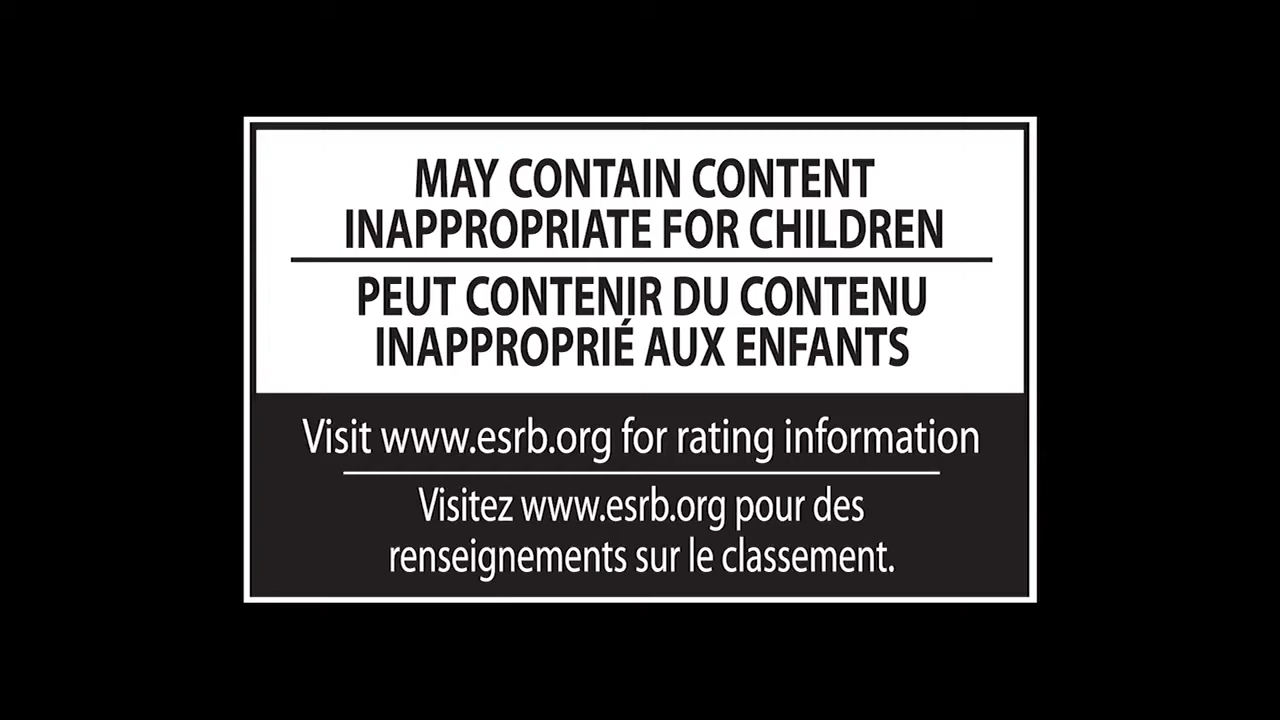 MAY CONTAIN CONTENT
INAPPROPRIATE FOR CHILDREN
PEUT CONTENIR DU CONTENU
INAPPROPRIÉ AUX ENFANTS
Visit www.esrb.org for rating information
Visitez www.esrb.org pour des
renseignements sur le classement.